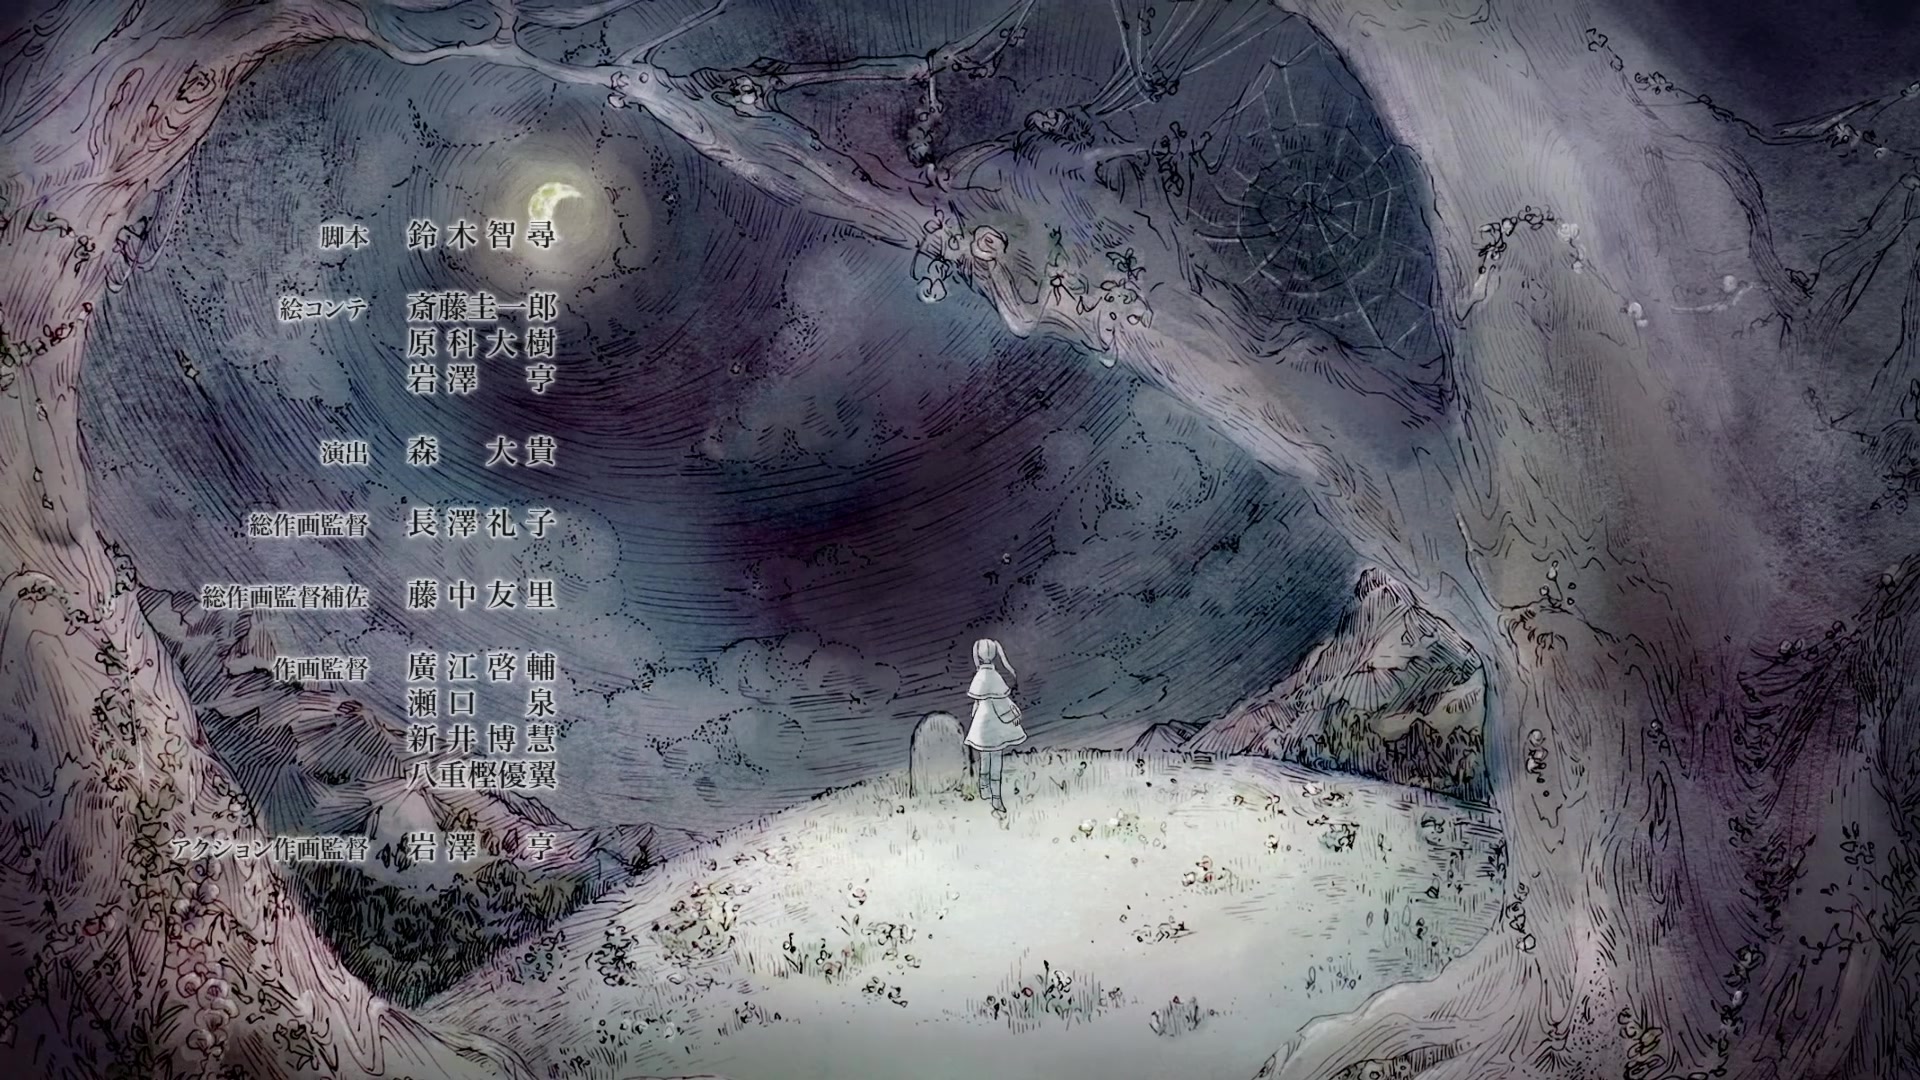 脚本 鈴木智尋
絵コンテ 斎藤圭一郎
原科大樹
岩澤亨
演出 森大貴
総作画監督 長澤礼子
総作画監督補佐 藤中友里
作画監督 廣江啓輔
瀬口泉
新井博慧
八重樫優翼
アクション作画監督 岩澤亨